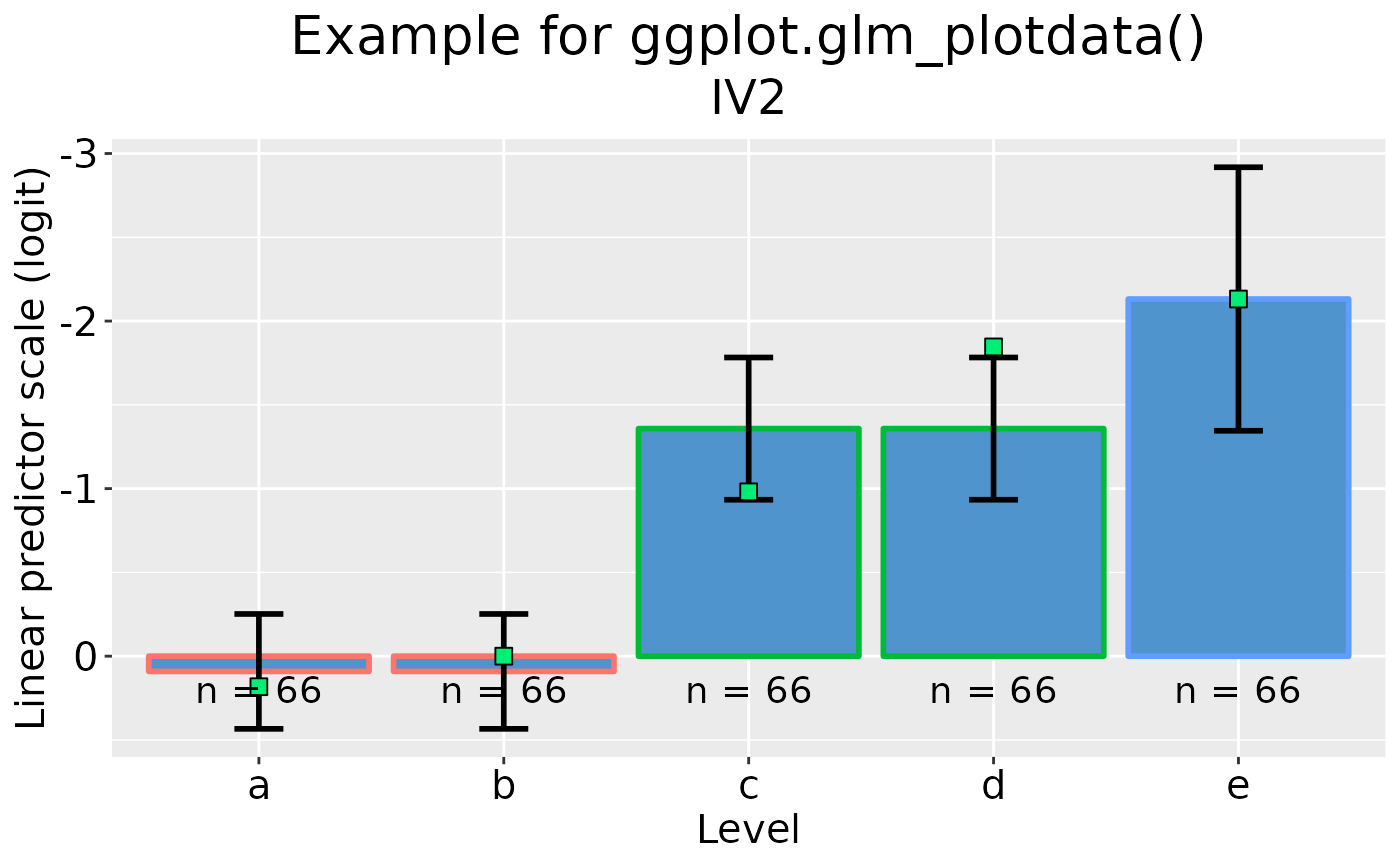 Example for ggplot.glm_plotdata()
IV2
Linear predictor scale (logit)
-3
-2
-1
0
n = 66 n = 66 n = 66 n = 66 n = 66
a b c d e
Level